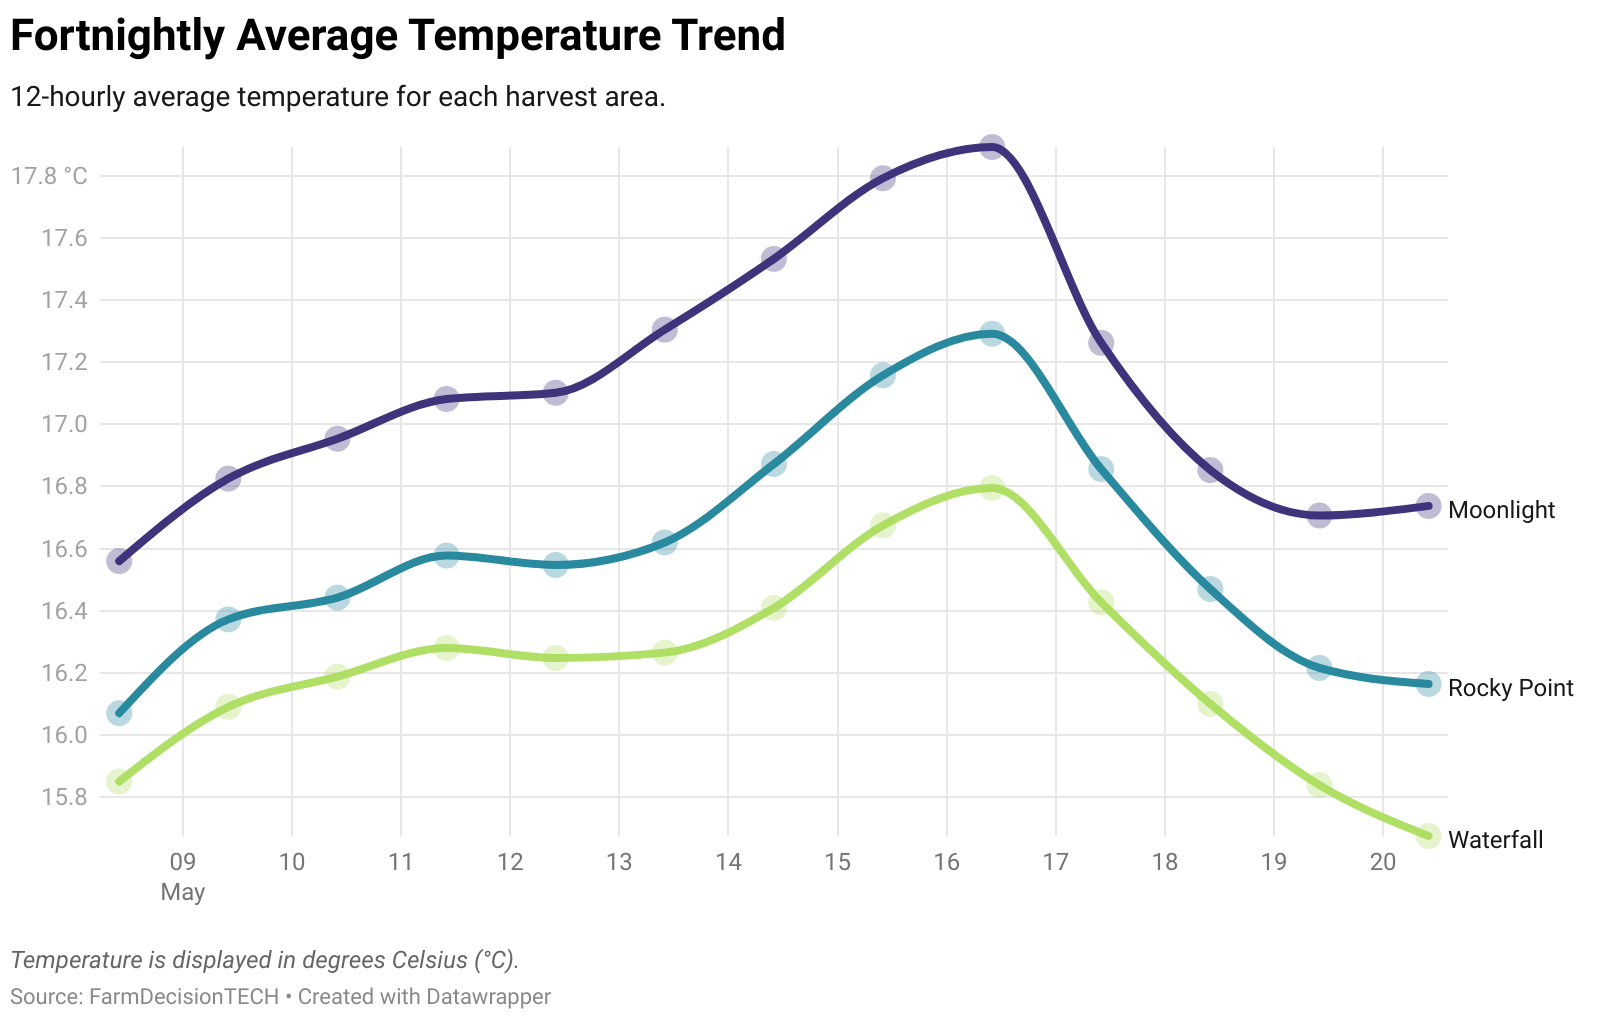 Fortnightly Average Temperature Trend
12-hourly average temperature for each harvest area.
17.8 °C
17.6
17.4
17.2
17.0
16.8
16.6
16.4
16.2
16.0
15.8
Moonlight
Rocky Point
Waterfall
09 10 11 12 13 14 15 16 17 18 19 20
May
Temperature is displayed in degrees Celsius (°C).
Source: FarmDecisionTECH • Created with Datawrapper